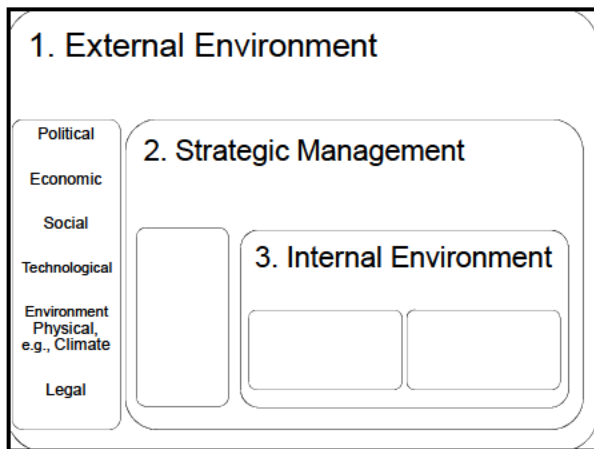 1. External Environment
Political
Economic
Social
Technological
Environment
Physical,
e.g., Climate
Legal
2. Strategic Management
3. Internal Environment